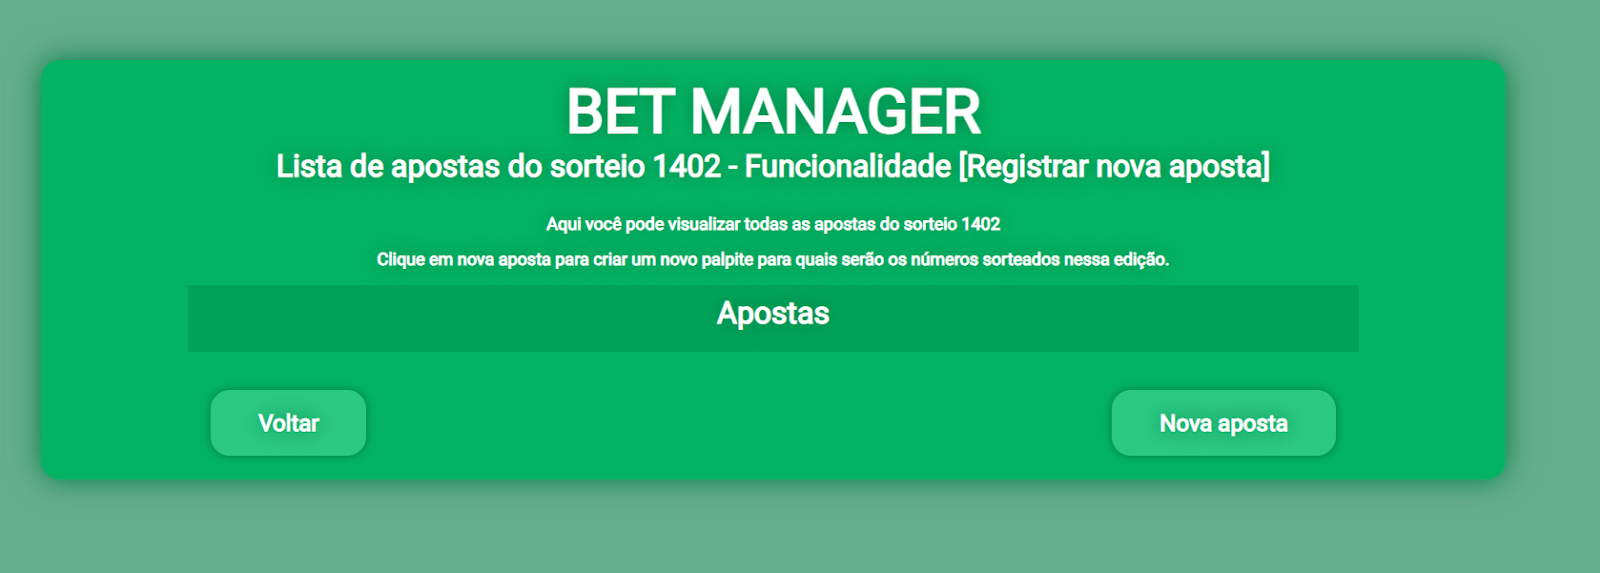 BET MANAGER
Lista de apostas do sorteio 1402 - Funcionalidade [Registrar nova aposta]
Aqui você pode visualizar todas as apostas do sorteio 1402
Clique em nova aposta para criar um novo palpite para quais serão os números sorteados nessa edição.
Apostas
Voltar
Nova aposta